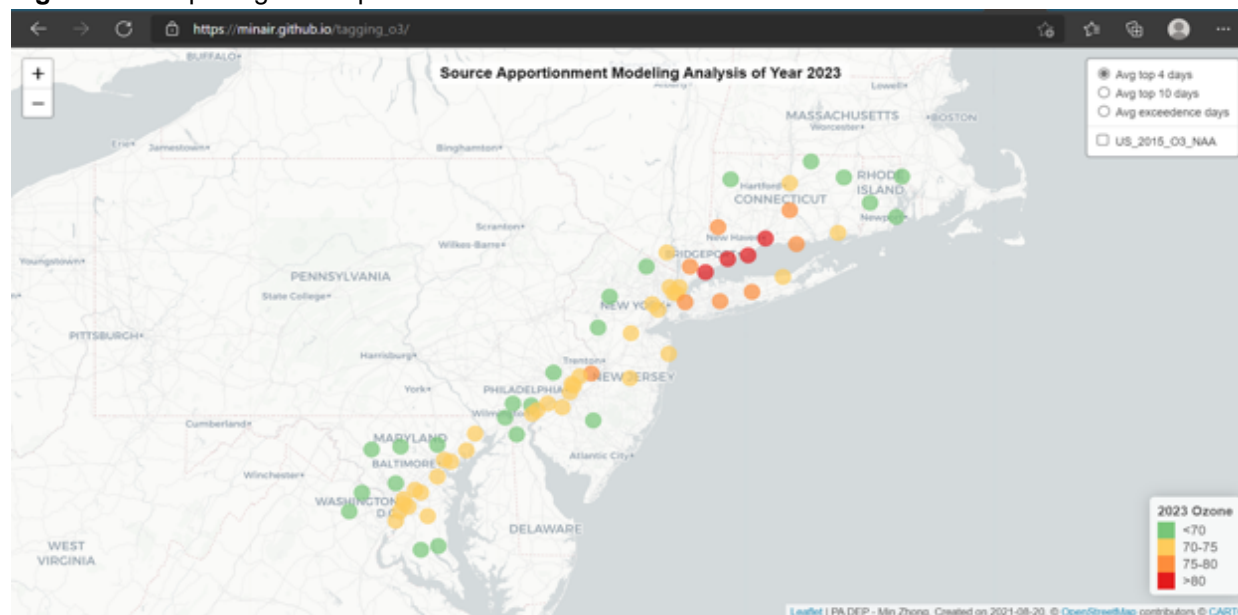 https://minair.github.io/tagging_o3/
+
−
Source Apportionment Modeling Analysis of Year 2023
Avg top 4 days
Avg top 10 days
Avg exceedence days
US_2015_O3_NAA
BUFFALO
Lowell
MASSACHUSETTS
BOSTON
Worcester
Erie
Jamestown
Binghamton
Hartford
RHODE ISLAND
CONNECTICUT
Newport
Scranton
New Haven
Wilkes-Barre
BRIDGEPORT
Youngstown
PENNSYLVANIA
State College
NEW YORK
PITTSBURGH
Harrisburg
Trenton
NEW JERSEY
York
PHILADELPHIA
Wilmington
Cumberland
MARYLAND
BALTIMORE
Atlantic City
Winchester
WASHINGTON
D.C.
DELAWARE
WEST
VIRGINIA
2023 Ozone
<70
70-75
75-80
>80
Leaflet | PA DEP - Min Zhong, Created on 2021-08-20, © OpenStreetMap contributors © CART